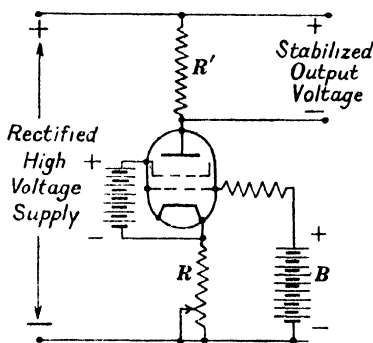 +
+
R'
Stabilized
Output
Voltage
−
Rectified
High
Voltage
Supply
+
−
+
R
B
−
−